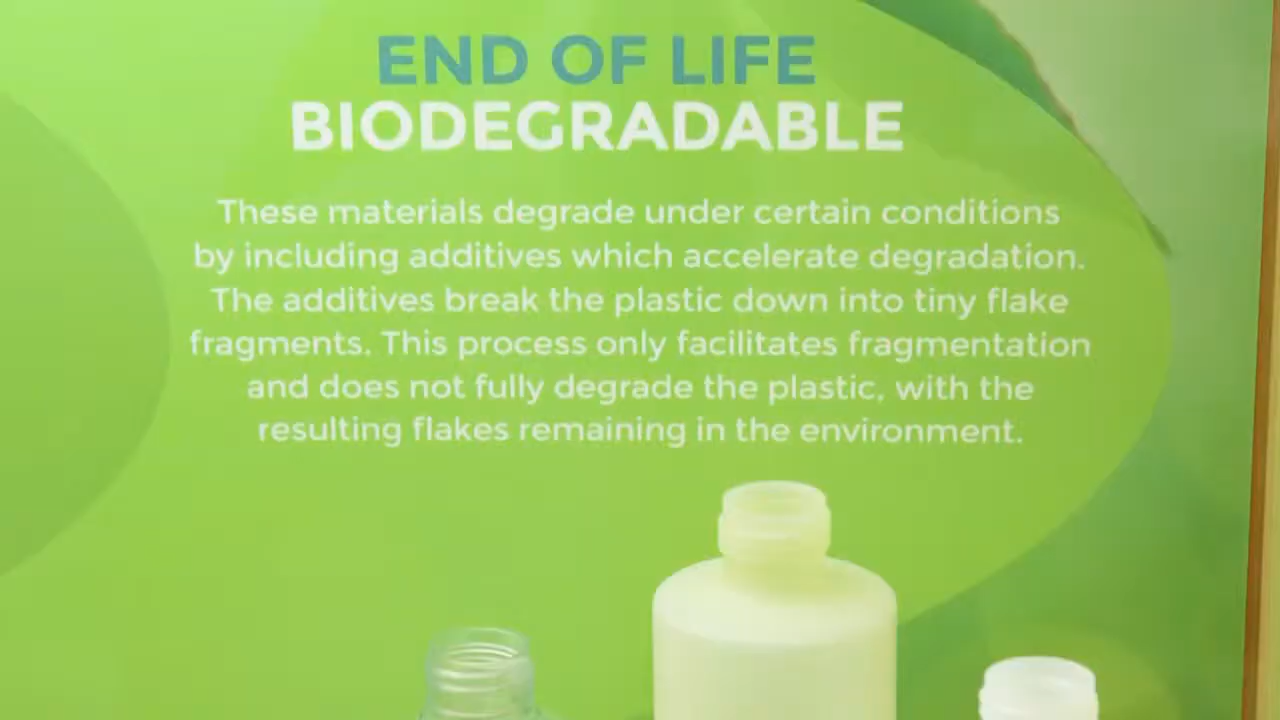 END OF LIFE
BIODEGRADABLE
These materials degrade under certain conditions
by including additives which accelerate degradation.
The additives break the plastic down into tiny flake
fragments. This process only facilitates fragmentation
and does not fully degrade the plastic, with the
resulting flakes remaining in the environment.